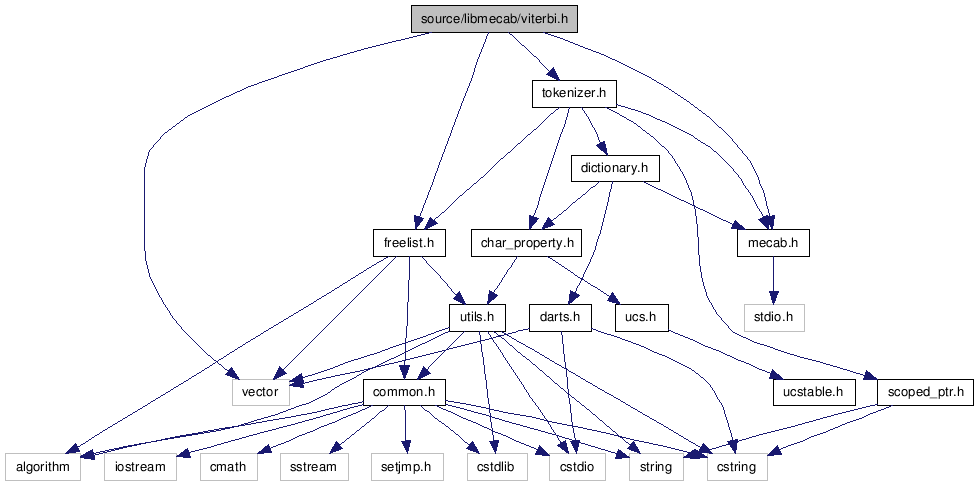 source/libmecab/viterbi.h
tokenizer.h
dictionary.h
freelist.h
char_property.h
mecab.h
utils.h
darts.h
ucs.h
stdio.h
vector
common.h
ucstable.h
scoped_ptr.h
algorithm
iostream
cmath
sstream
setjmp.h
cstdlib
cstdio
string
cstring